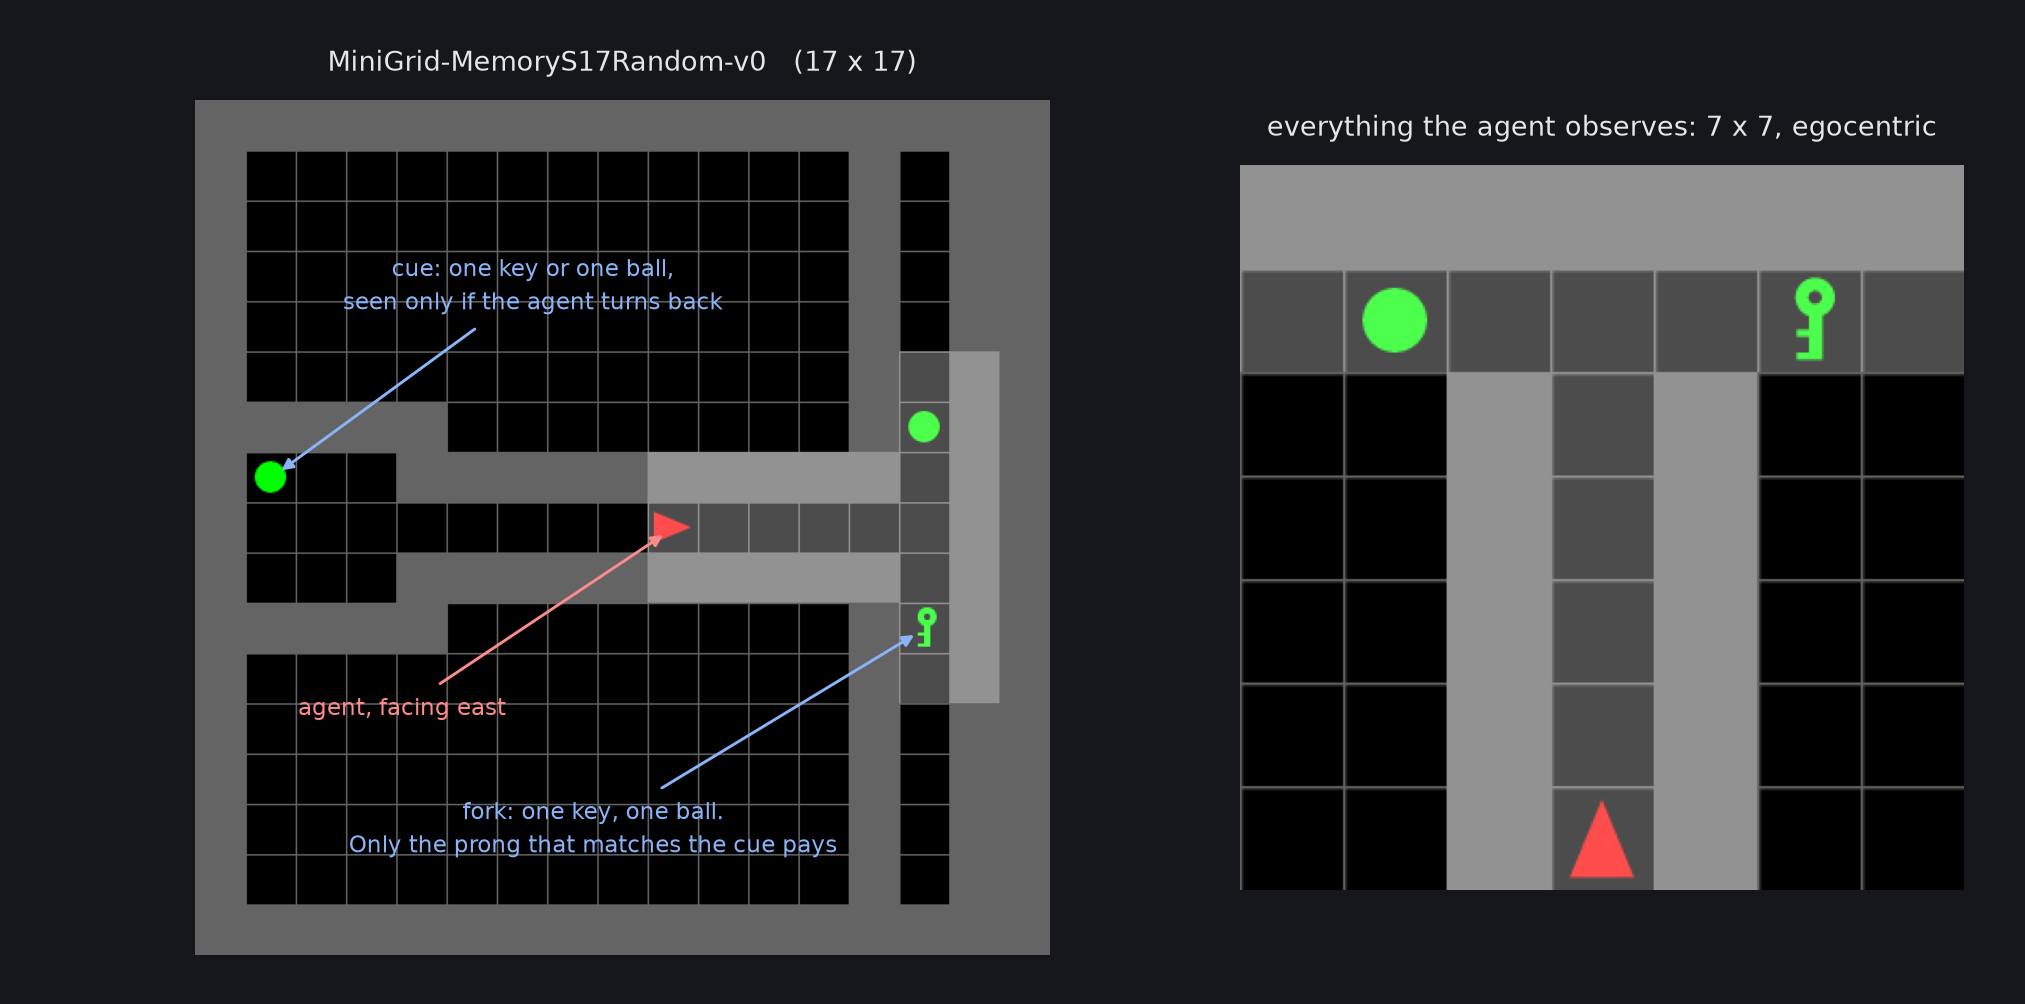 MiniGrid-MemoryS17Random-v0   (17 x 17)
everything the agent observes: 7 x 7, egocentric
cue: one key or one ball,
seen only if the agent turns back
agent, facing east
fork: one key, one ball.
Only the prong that matches the cue pays